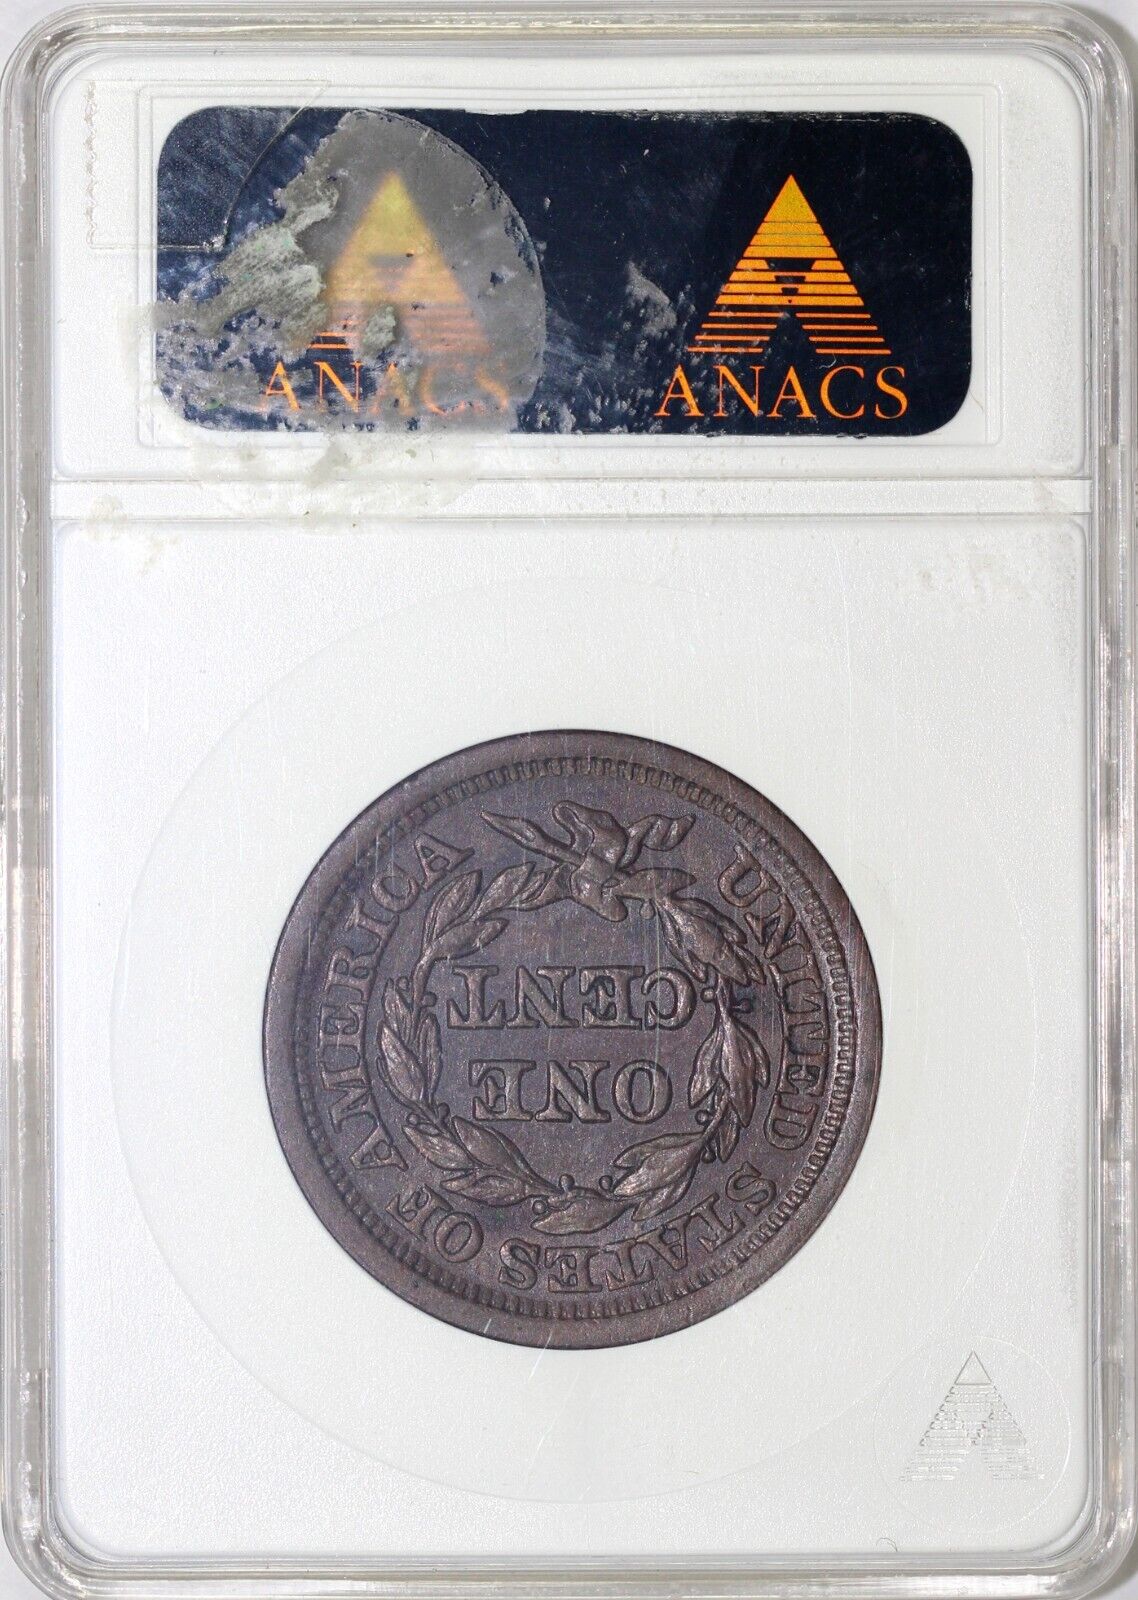 ANACS ANACS
UNITED STATES OF AMERICA
ONE
CENT